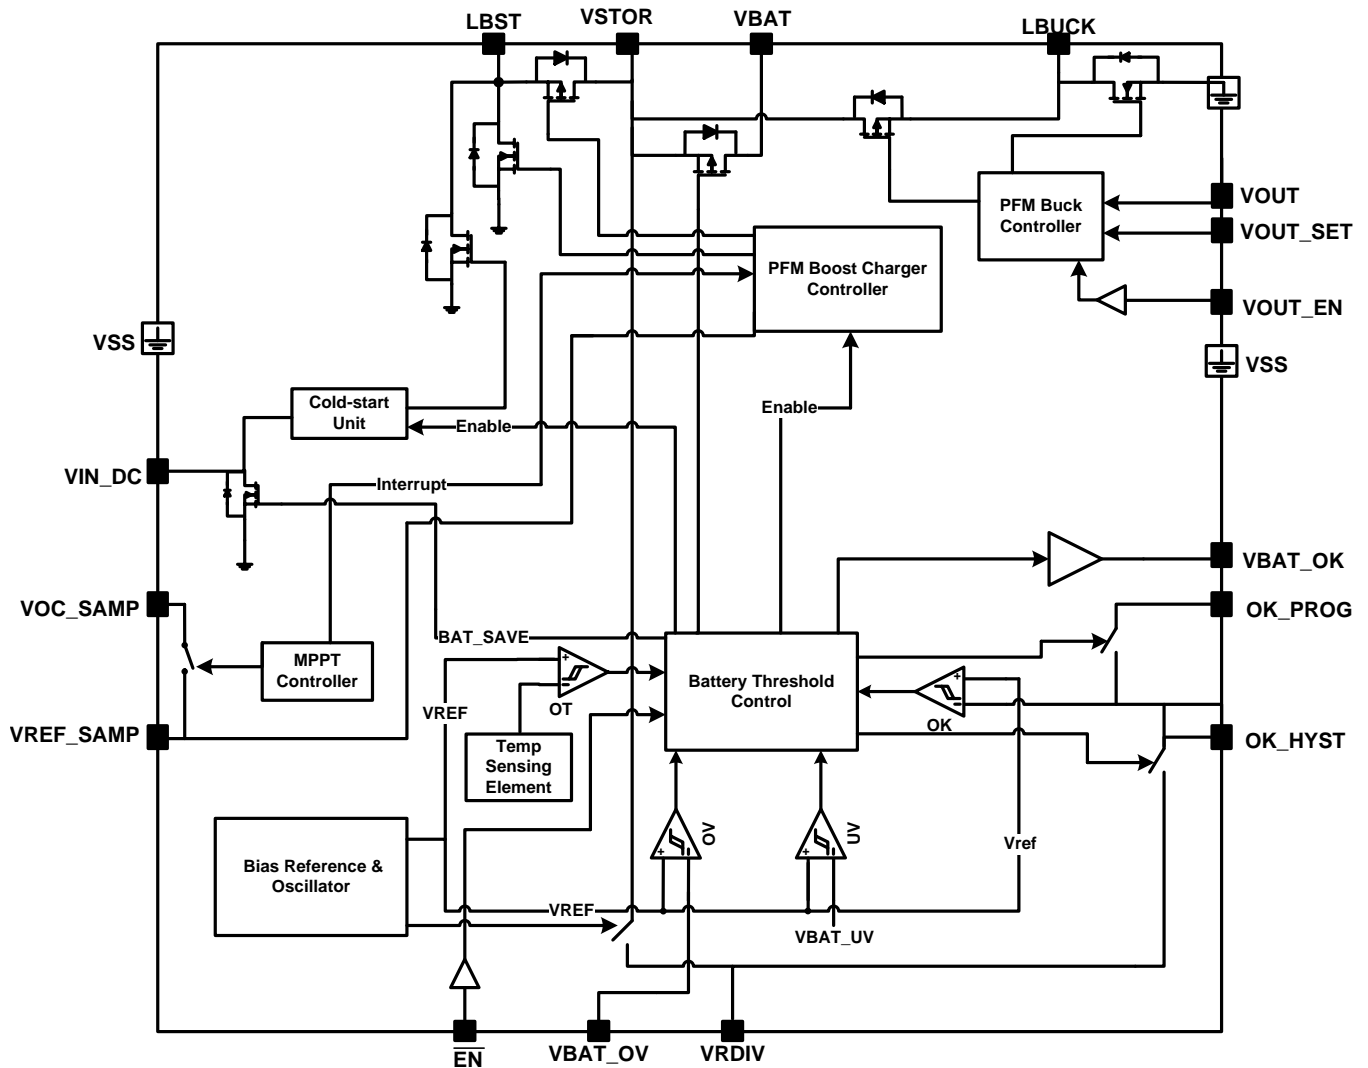 LBST
VSTOR
VBAT
LBUCK
VOUT
PFM Buck
Controller
VOUT_SET
PFM Boost Charger
Controller
VOUT_EN
VSS
VSS
Cold-start
Unit
Enable
Enable
VIN_DC
Interrupt
VBAT_OK
VOC_SAMP
OK_PROG
BAT_SAVE
MPPT
Controller
+
-
OT
Battery Threshold
Control
+
-
OK
VREF
VREF_SAMP
OK_HYST
Temp
Sensing
Element
OV
+
-
UV
+
-
Vref
Bias Reference &
Oscillator
VREF
VBAT_UV
EN
VBAT_OV
VRDIV